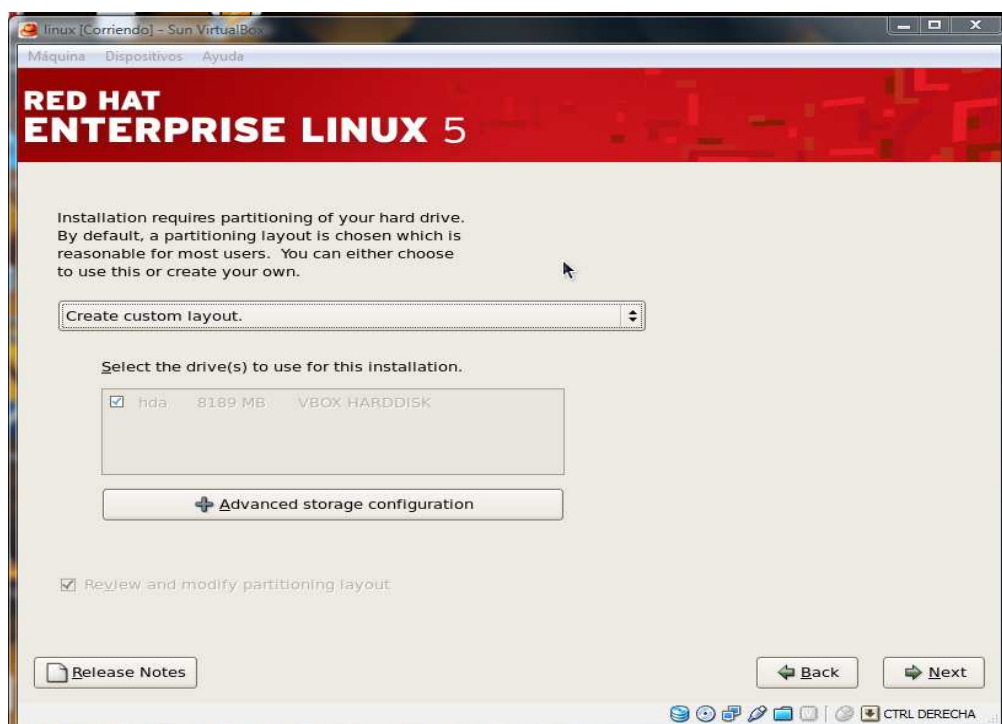 linux [Corriendo] - Sun VirtualBox
Máquina Dispositivos Ayuda
RED HAT
ENTERPRISE LINUX 5
Installation requires partitioning of your hard drive.
By default, a partitioning layout is chosen which is
reasonable for most users. You can either choose
to use this or create your own.
Create custom layout.
Select the drive(s) to use for this installation.
hda 8189 MB VBOX HARDDISK
Advanced storage configuration
Review and modify partitioning layout
Release Notes
Back
Next
CTRL DERECHA